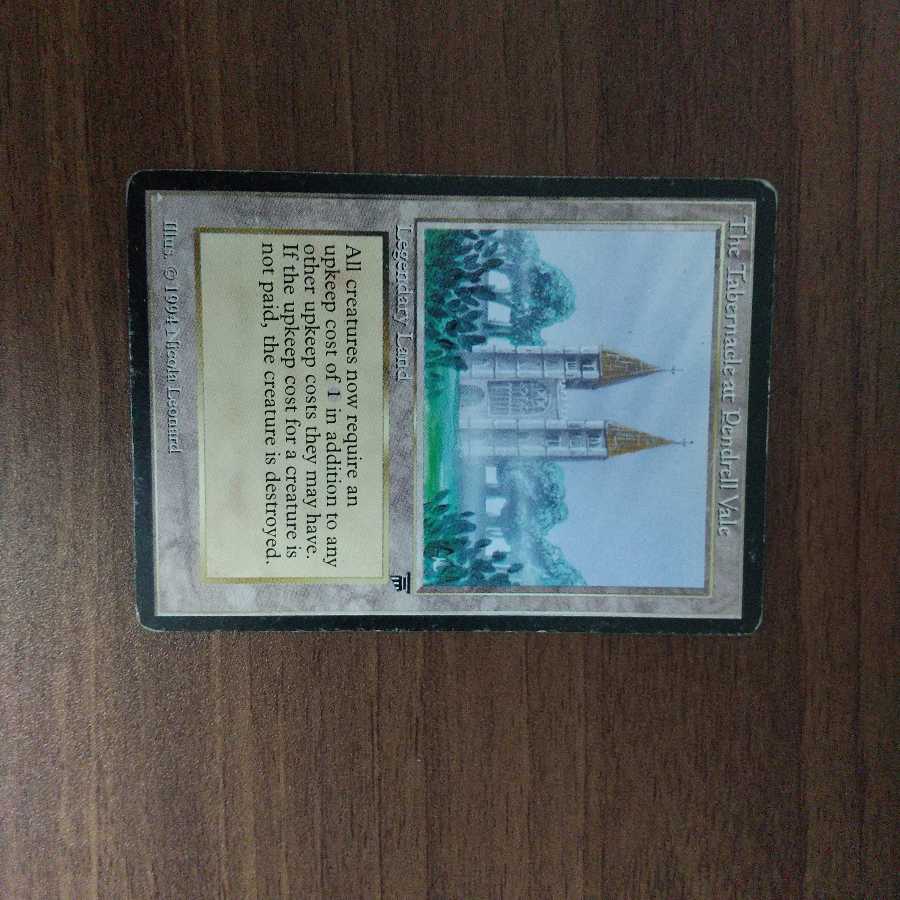 The Tabernacle at Pendrell Vale
Legendary Land
All creatures now require an
upkeep cost of 1 in addition to any
other upkeep costs they may have.
If the upkeep cost for a creature is
not paid, the creature is destroyed.
Illus. © 1994 Nicola Leonard